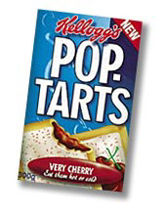 Kellogg's
NEW
POP-
TARTS
VERY CHERRY
Eat them hot or cold